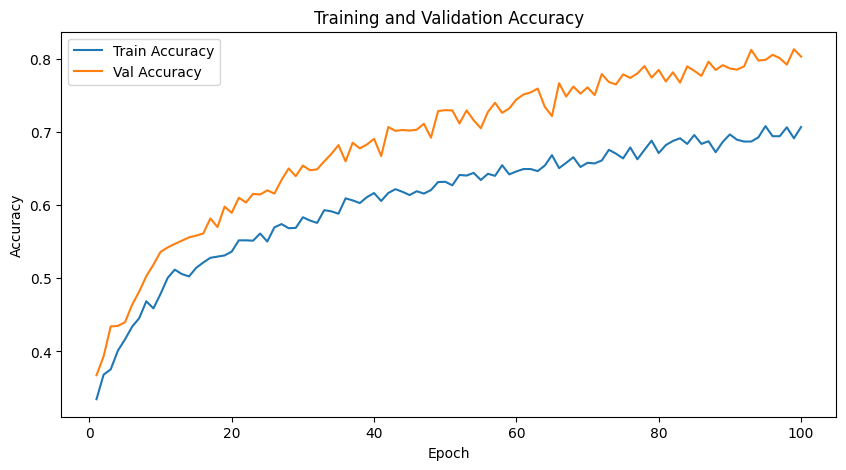 Training and Validation Accuracy
Train Accuracy
Val Accuracy
0.8
0.7
0.6
0.5
0.4
Accuracy
0 20 40 60 80 100
Epoch